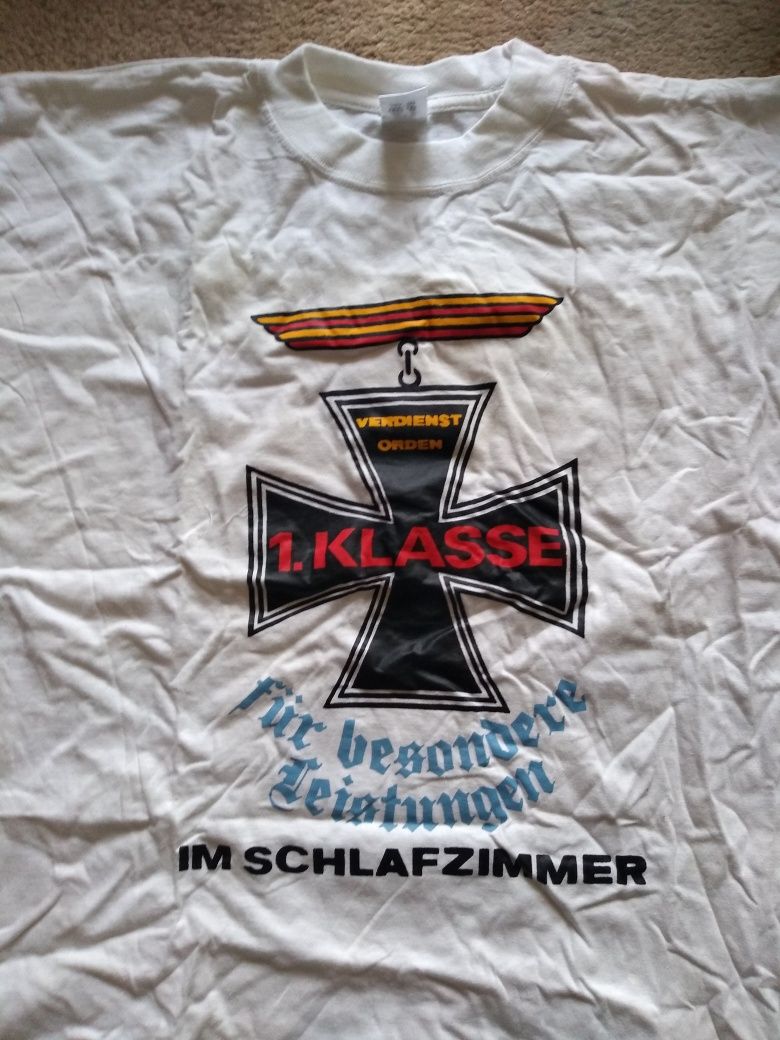 VERDIENST
ORDEN
1. KLASSE
für besondere
Leistungen
IM SCHLAFZIMMER